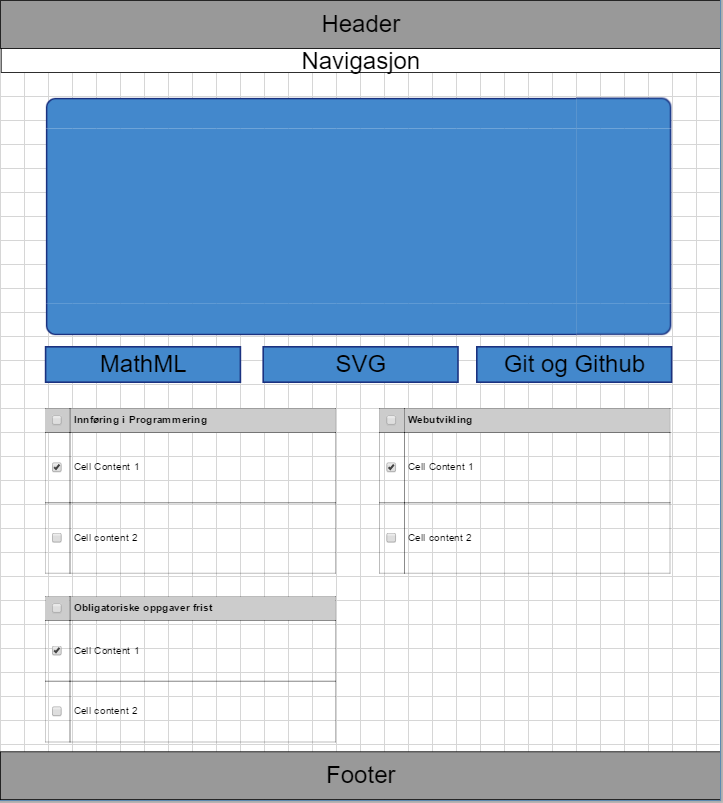 Header
Navigasjon
MathML
SVG
Git og Github
Innføring i Programmering
Cell Content 1
Cell content 2
Webutvikling
Cell Content 1
Cell content 2
Obligatoriske oppgaver frist
Cell Content 1
Cell content 2
Footer